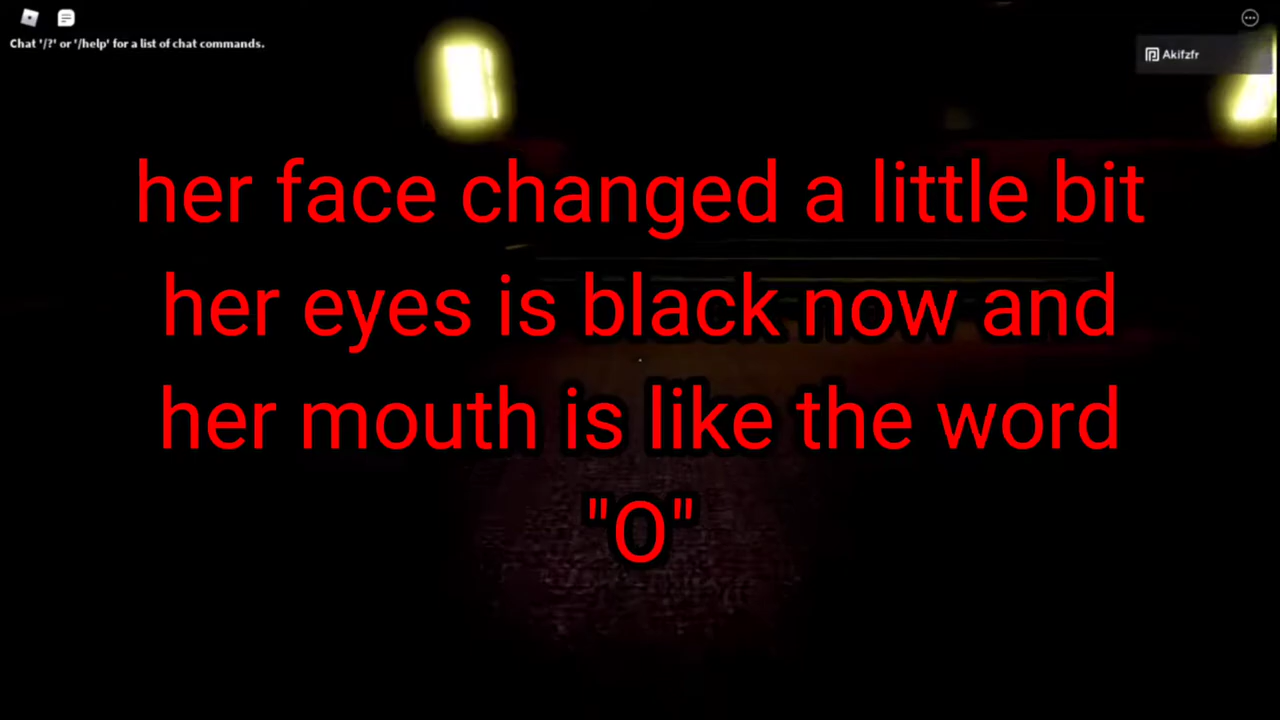 Chat '/?' or '/help' for a list of chat commands.
Akifzfr
her face changed a little bit
her eyes is black now and
her mouth is like the word
"O"